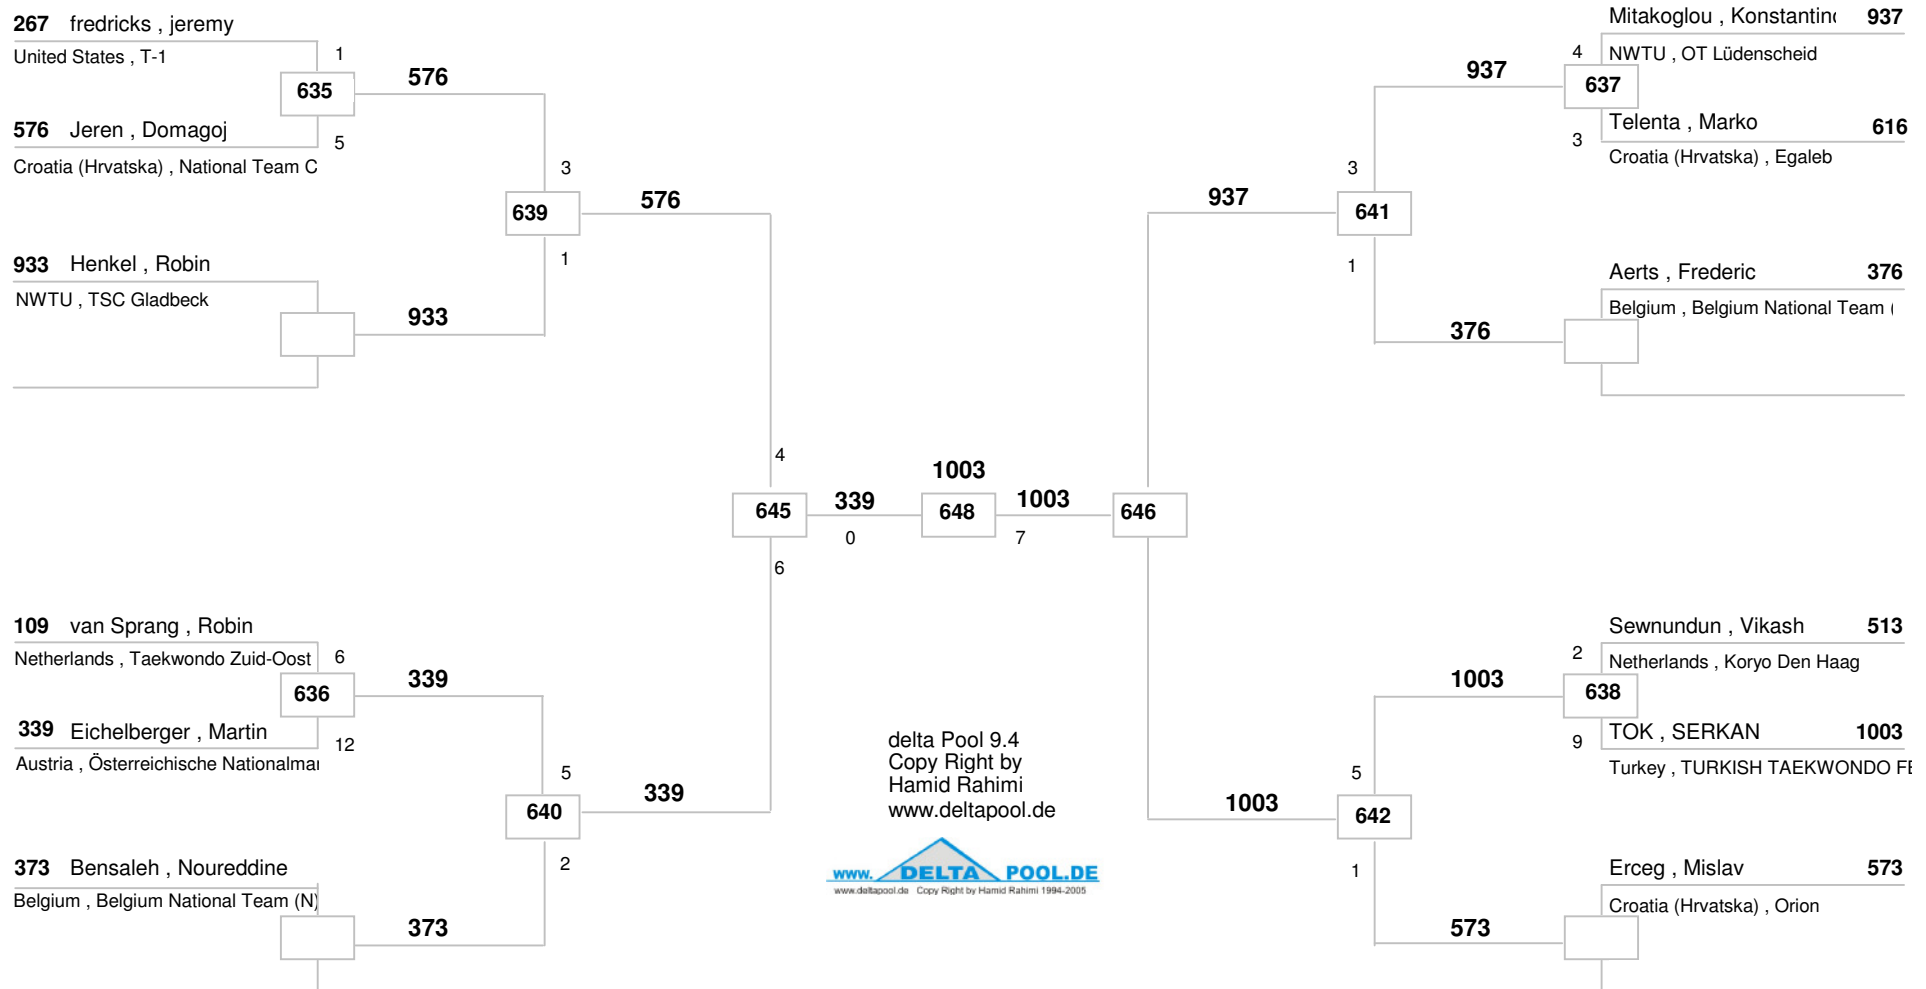 267 fredricks , jeremy
United States , T-1
1
635
576
576 Jeren , Domagoj
5
Croatia (Hrvatska) , National Team C
3
639
576
1
933 Henkel , Robin
NWTU , TSC Gladbeck
933
4
645
339
0
6
109 van Sprang , Robin
Netherlands , Taekwondo Zuid-Oost
6
636
339
339 Eichelberger , Martin
12
Austria , Österreichische Nationalma
5
640
339
2
373 Bensaleh , Noureddine
Belgium , Belgium National Team (N)
373
1003
648
1003
7
646
delta Pool 9.4
Copy Right by
Hamid Rahimi
www.deltapool.de
www. DELTA POOL.DE
www.deltapool.de Copy Right by Hamid Rahimi 1994-2005
Mitakoglou , Konstantin 937
4
NWTU , OT Lüdenscheid
937
637
Telenta , Marko 616
3
Croatia (Hrvatska) , Egaleb
3
937
641
1
Aerts , Frederic 376
Belgium , Belgium National Team (
376
Sewnundun , Vikash 513
2
Netherlands , Koryo Den Haag
1003
638
TOK , SERKAN 1003
9
Turkey , TURKISH TAEKWONDO FE
5
1003
642
1
Erceg , Mislav 573
Croatia (Hrvatska) , Orion
573